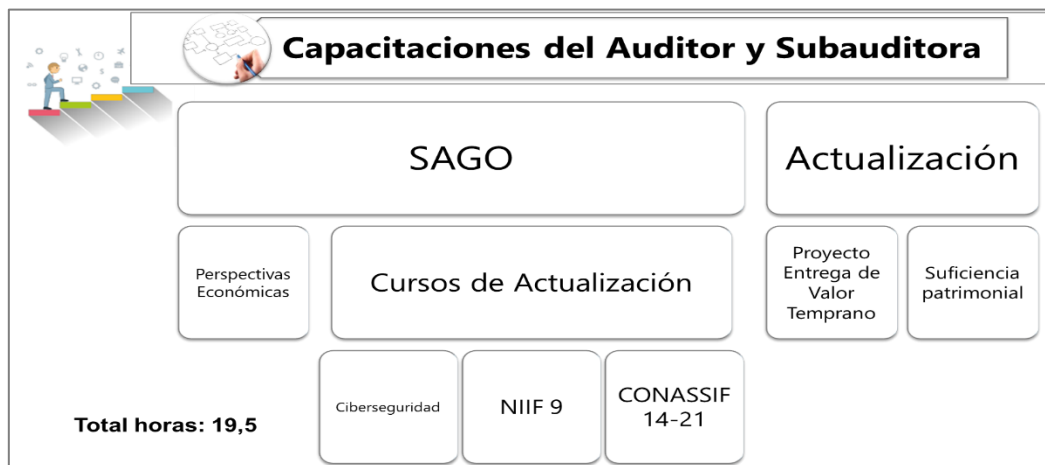 Capacitaciones del Auditor y Subauditora
SAGO
Actualización
Perspectivas
Económicas
Cursos de Actualización
Proyecto
Entrega de
Valor
Temprano
Suficiencia
patrimonial
Ciberseguridad
NIIF 9
CONASSIF
14-21
Total horas: 19,5